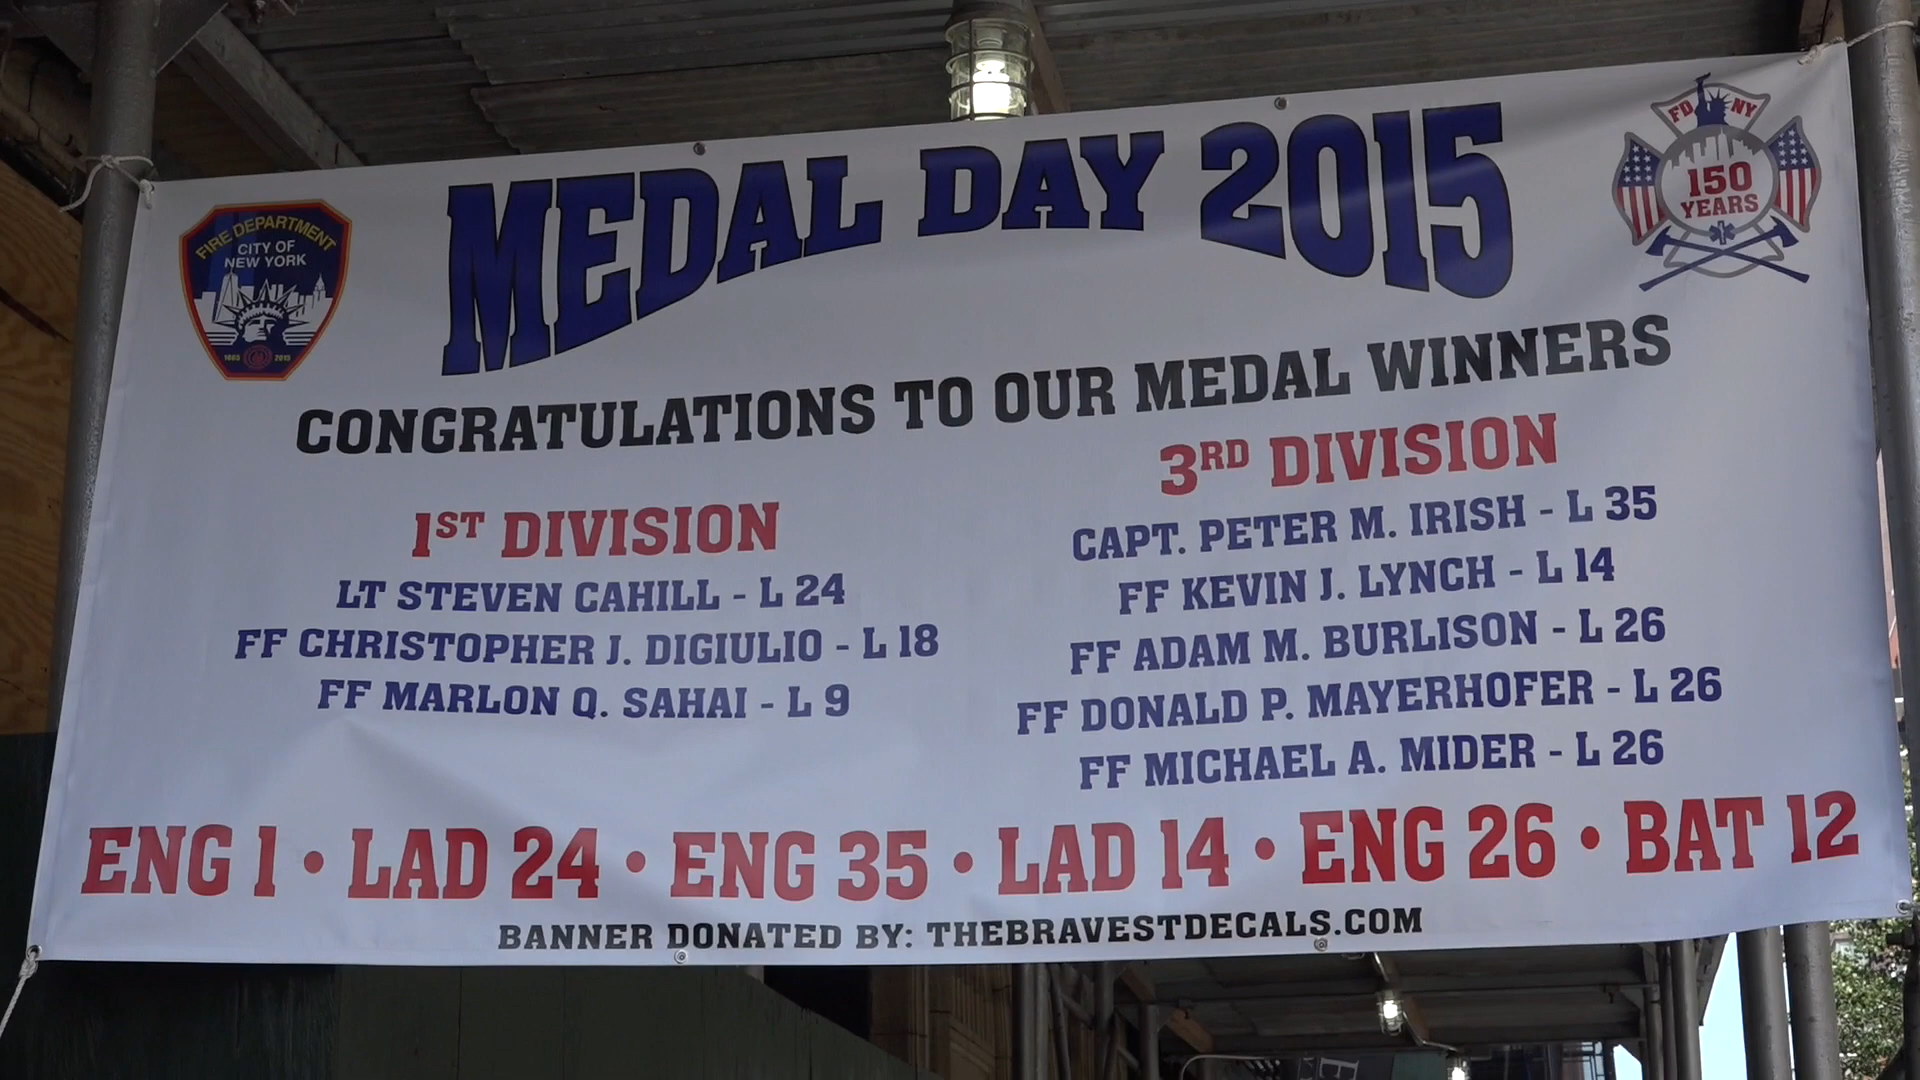 MEDAL DAY 2015
FIRE DEPARTMENT
CITY OF
NEW YORK
1865 2015
FD NY
150
YEARS
CONGRATULATIONS TO OUR MEDAL WINNERS
1ST DIVISION
LT STEVEN CAHILL - L 24
FF CHRISTOPHER J. DIGIULIO - L 18
FF MARLON Q. SAHAI - L 9
3RD DIVISION
CAPT. PETER M. IRISH - L 35
FF KEVIN J. LYNCH - L 14
FF ADAM M. BURLISON - L 26
FF DONALD P. MAYERHOFER - L 26
FF MICHAEL A. MIDER - L 26
ENG 1 • LAD 24 • ENG 35 • LAD 14 • ENG 26 • BAT 12
BANNER DONATED BY: THEBRAVESTDECALS.COM